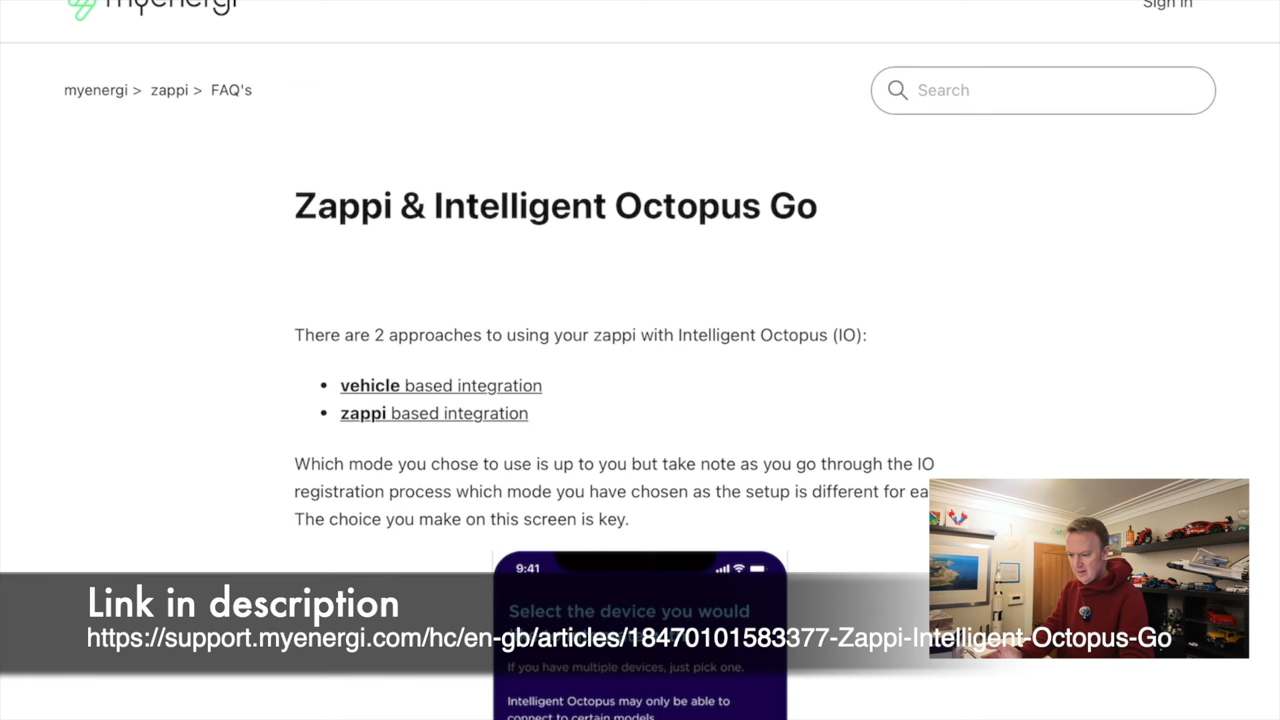 myenergi
Sign in
myenergi > zappi > FAQ's
Search
Zappi & Intelligent Octopus Go
There are 2 approaches to using your zappi with Intelligent Octopus (IO):
• vehicle based integration
• zappi based integration
Which mode you chose to use is up to you but take note as you go through the IO
registration process which mode you have chosen as the setup is different for
The choice you make on this screen is key.
9:41
Select the device you would
If you have multiple devices, just pick one.
Intelligent Octopus may only be able to
connect to certain models
Link in description
https://support.myenergi.com/hc/en-gb/articles/18470101583377-Zappi-Intelligent-Octopus-Go